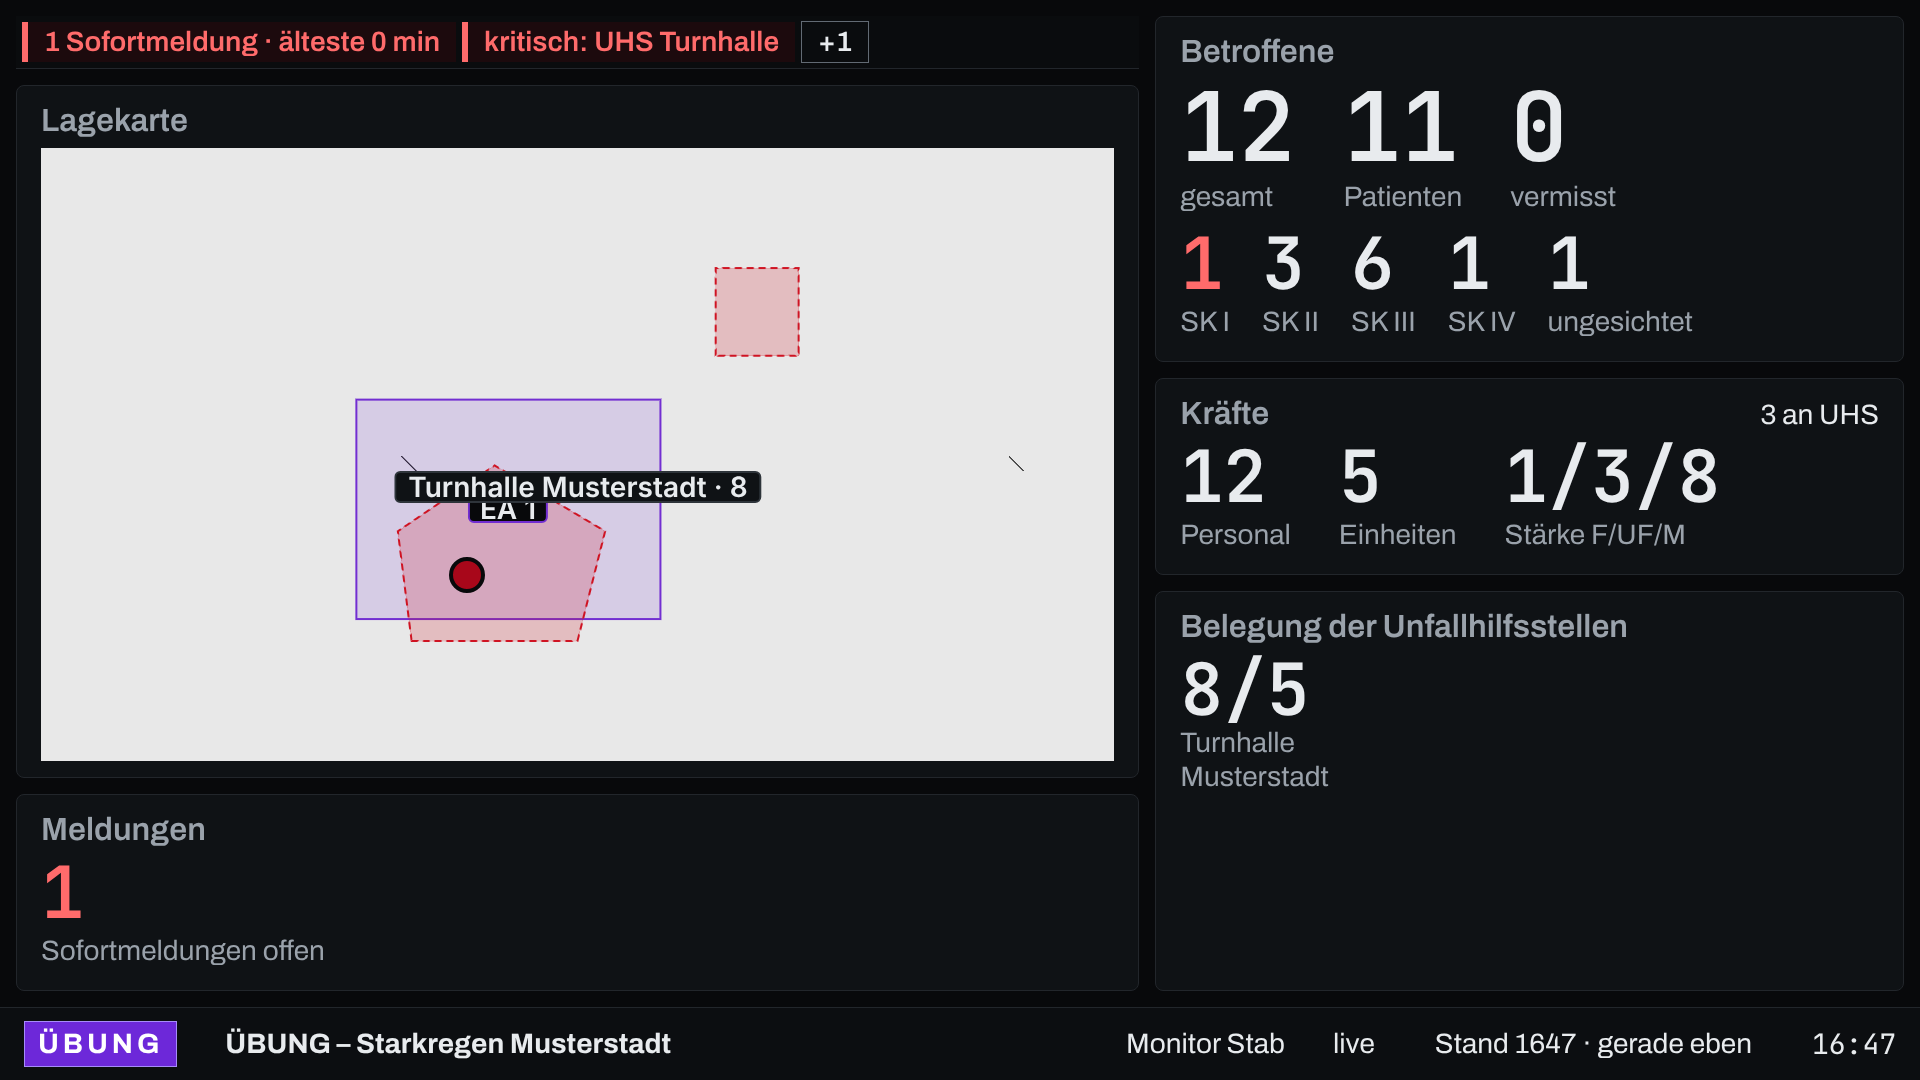 1 Sofortmeldung · älteste 0 min
kritisch: UHS Turnhalle
+1
Lagekarte
Turnhalle Musterstadt · 8
EA 1
Meldungen
1
Sofortmeldungen offen
Betroffene
12 11 0
gesamt Patienten vermisst
1 3 6 1 1
SK I SK II SK III SK IV ungesichtet
Kräfte
3 an UHS
12 5 1/3/8
Personal Einheiten Stärke F/UF/M
Belegung der Unfallhilfsstellen
8/5
Turnhalle
Musterstadt
ÜBUNG
ÜBUNG – Starkregen Musterstadt
Monitor Stab
live
Stand 1647 · gerade eben
16:47